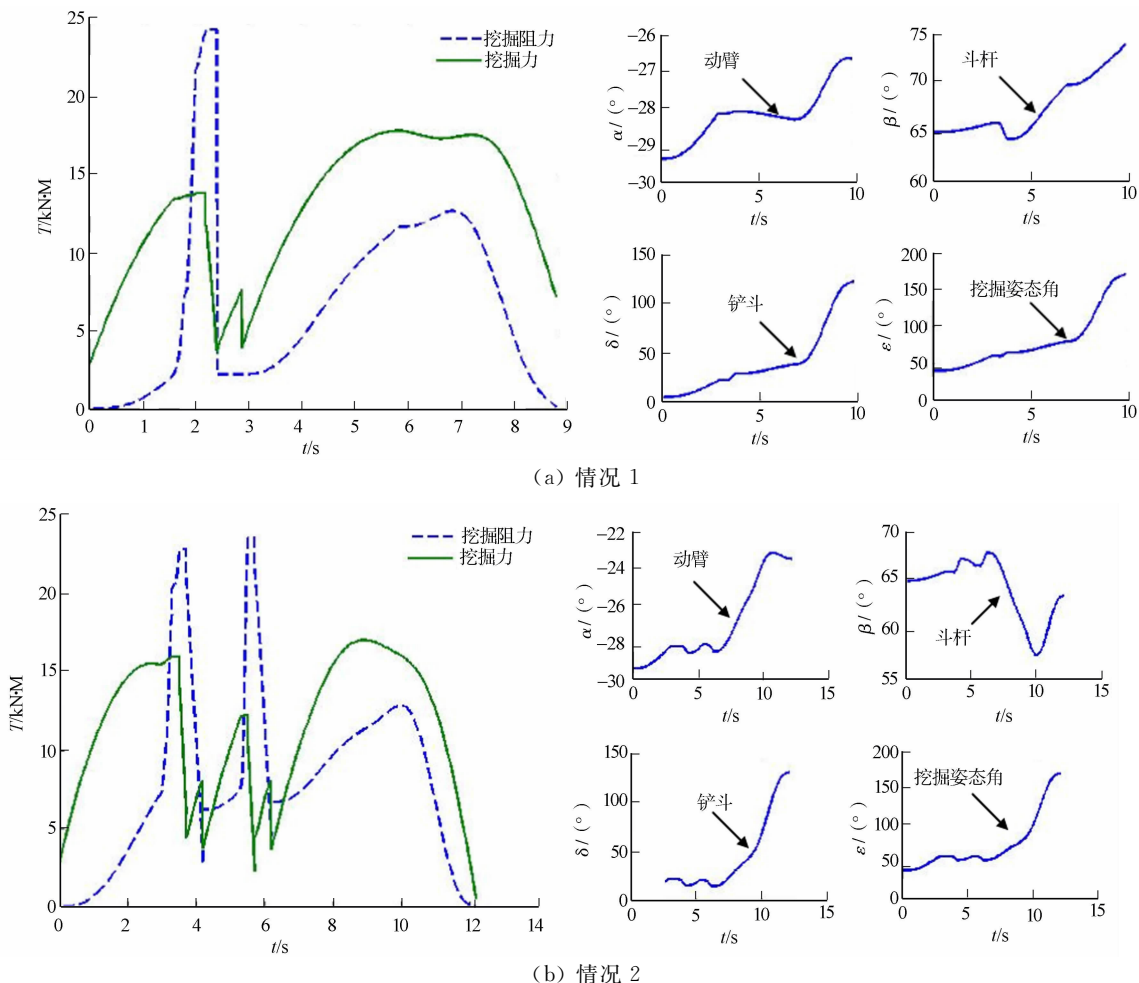 25
20
15
10
5
0
T/kN·M
0 1 2 3 4 5 6 7 8 9
t/s
挖掘阻力
挖掘力
-26
-27
-28
-29
-30
α/(°)
动臂
0 5 10
t/s
75
70
65
60
β/(°)
斗杆
0 5 10
t/s
150
100
50
0
δ/(°)
铲斗
0 5 10
t/s
200
150
100
50
0
ε/(°)
挖掘姿态角
0 5 10
t/s
(a) 情况 1
25
20
15
10
5
0
T/kN·M
0 2 4 6 8 10 12 14
t/s
挖掘阻力
挖掘力
-22
-24
-26
-28
-30
α/(°)
动臂
0 5 10 15
t/s
70
65
60
55
β/(°)
斗杆
0 5 10 15
t/s
150
100
50
0
δ/(°)
铲斗
0 5 10 15
t/s
200
150
100
50
0
ε/(°)
挖掘姿态角
0 5 10 15
t/s
(b) 情况 2